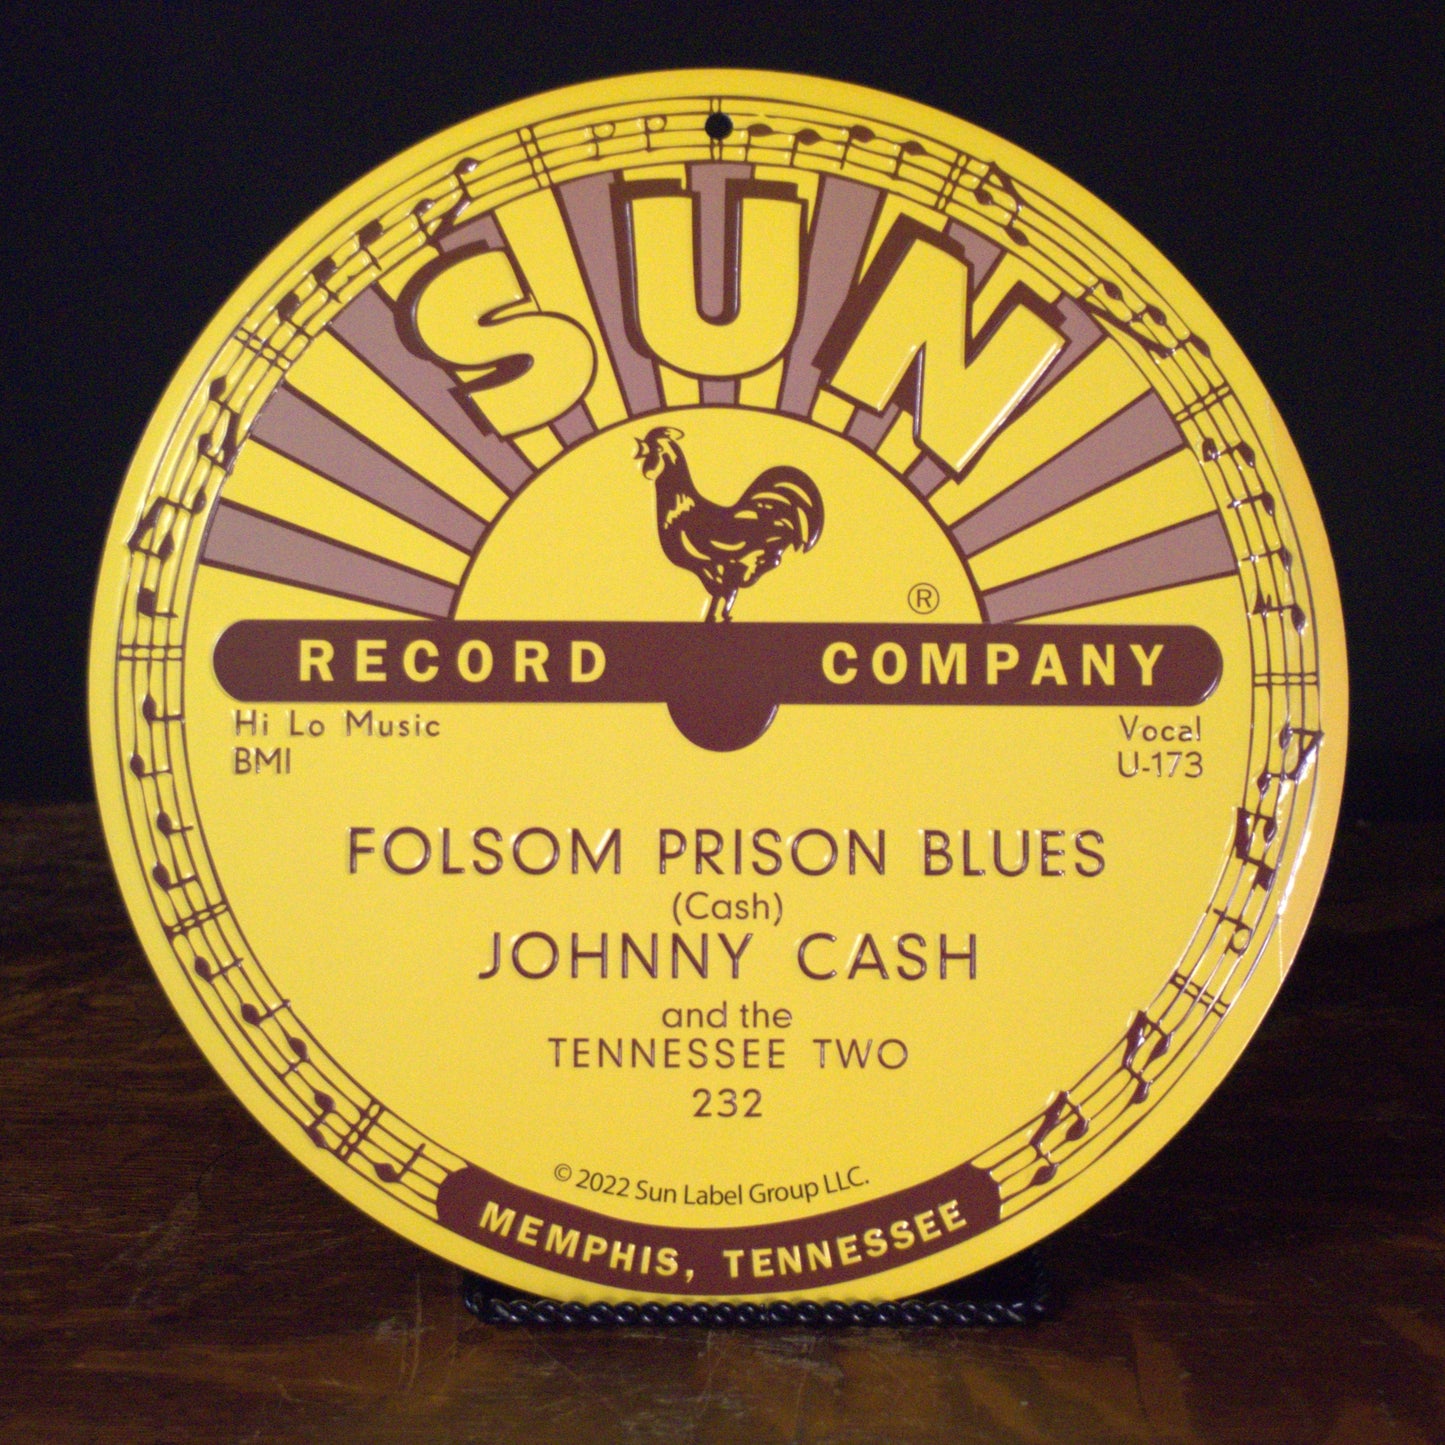 SUN
®
RECORD COMPANY
Hi Lo Music
BMI
Vocal
U-173
FOLSOM PRISON BLUES
(Cash)
JOHNNY CASH
and the
TENNESSEE TWO
232
© 2022 Sun Label Group LLC.
MEMPHIS, TENNESSEE